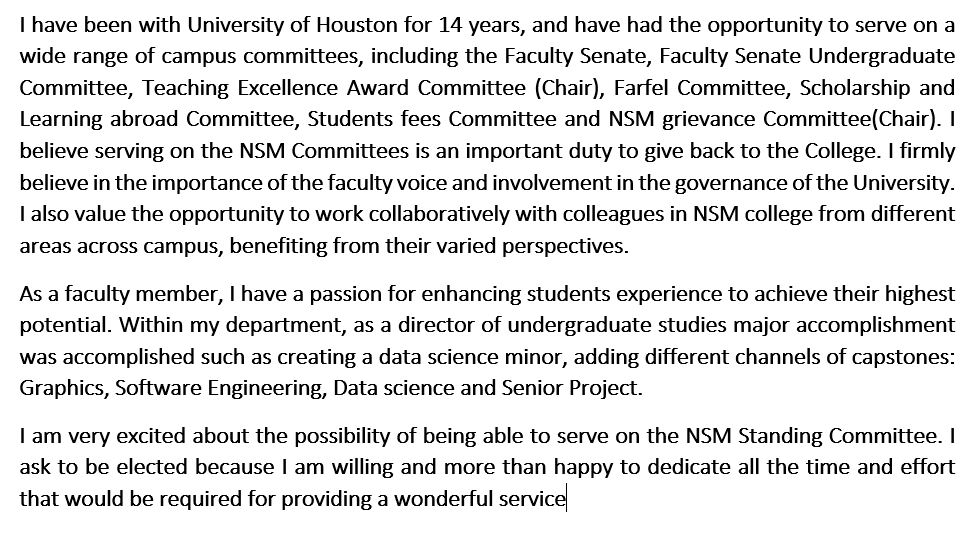 I have been with University of Houston for 14 years, and have had the opportunity to serve on a
wide range of campus committees, including the Faculty Senate, Faculty Senate Undergraduate
Committee, Teaching Excellence Award Committee (Chair), Farfel Committee, Scholarship and
Learning abroad Committee, Students fees Committee and NSM grievance Committee(Chair). I
believe serving on the NSM Committees is an important duty to give back to the College. I firmly
believe in the importance of the faculty voice and involvement in the governance of the University.
I also value the opportunity to work collaboratively with colleagues in NSM college from different
areas across campus, benefiting from their varied perspectives.
As a faculty member, I have a passion for enhancing students experience to achieve their highest
potential. Within my department, as a director of undergraduate studies major accomplishment
was accomplished such as creating a data science minor, adding different channels of capstones:
Graphics, Software Engineering, Data science and Senior Project.
I am very excited about the possibility of being able to serve on the NSM Standing Committee. I
ask to be elected because I am willing and more than happy to dedicate all the time and effort
that would be required for providing a wonderful service